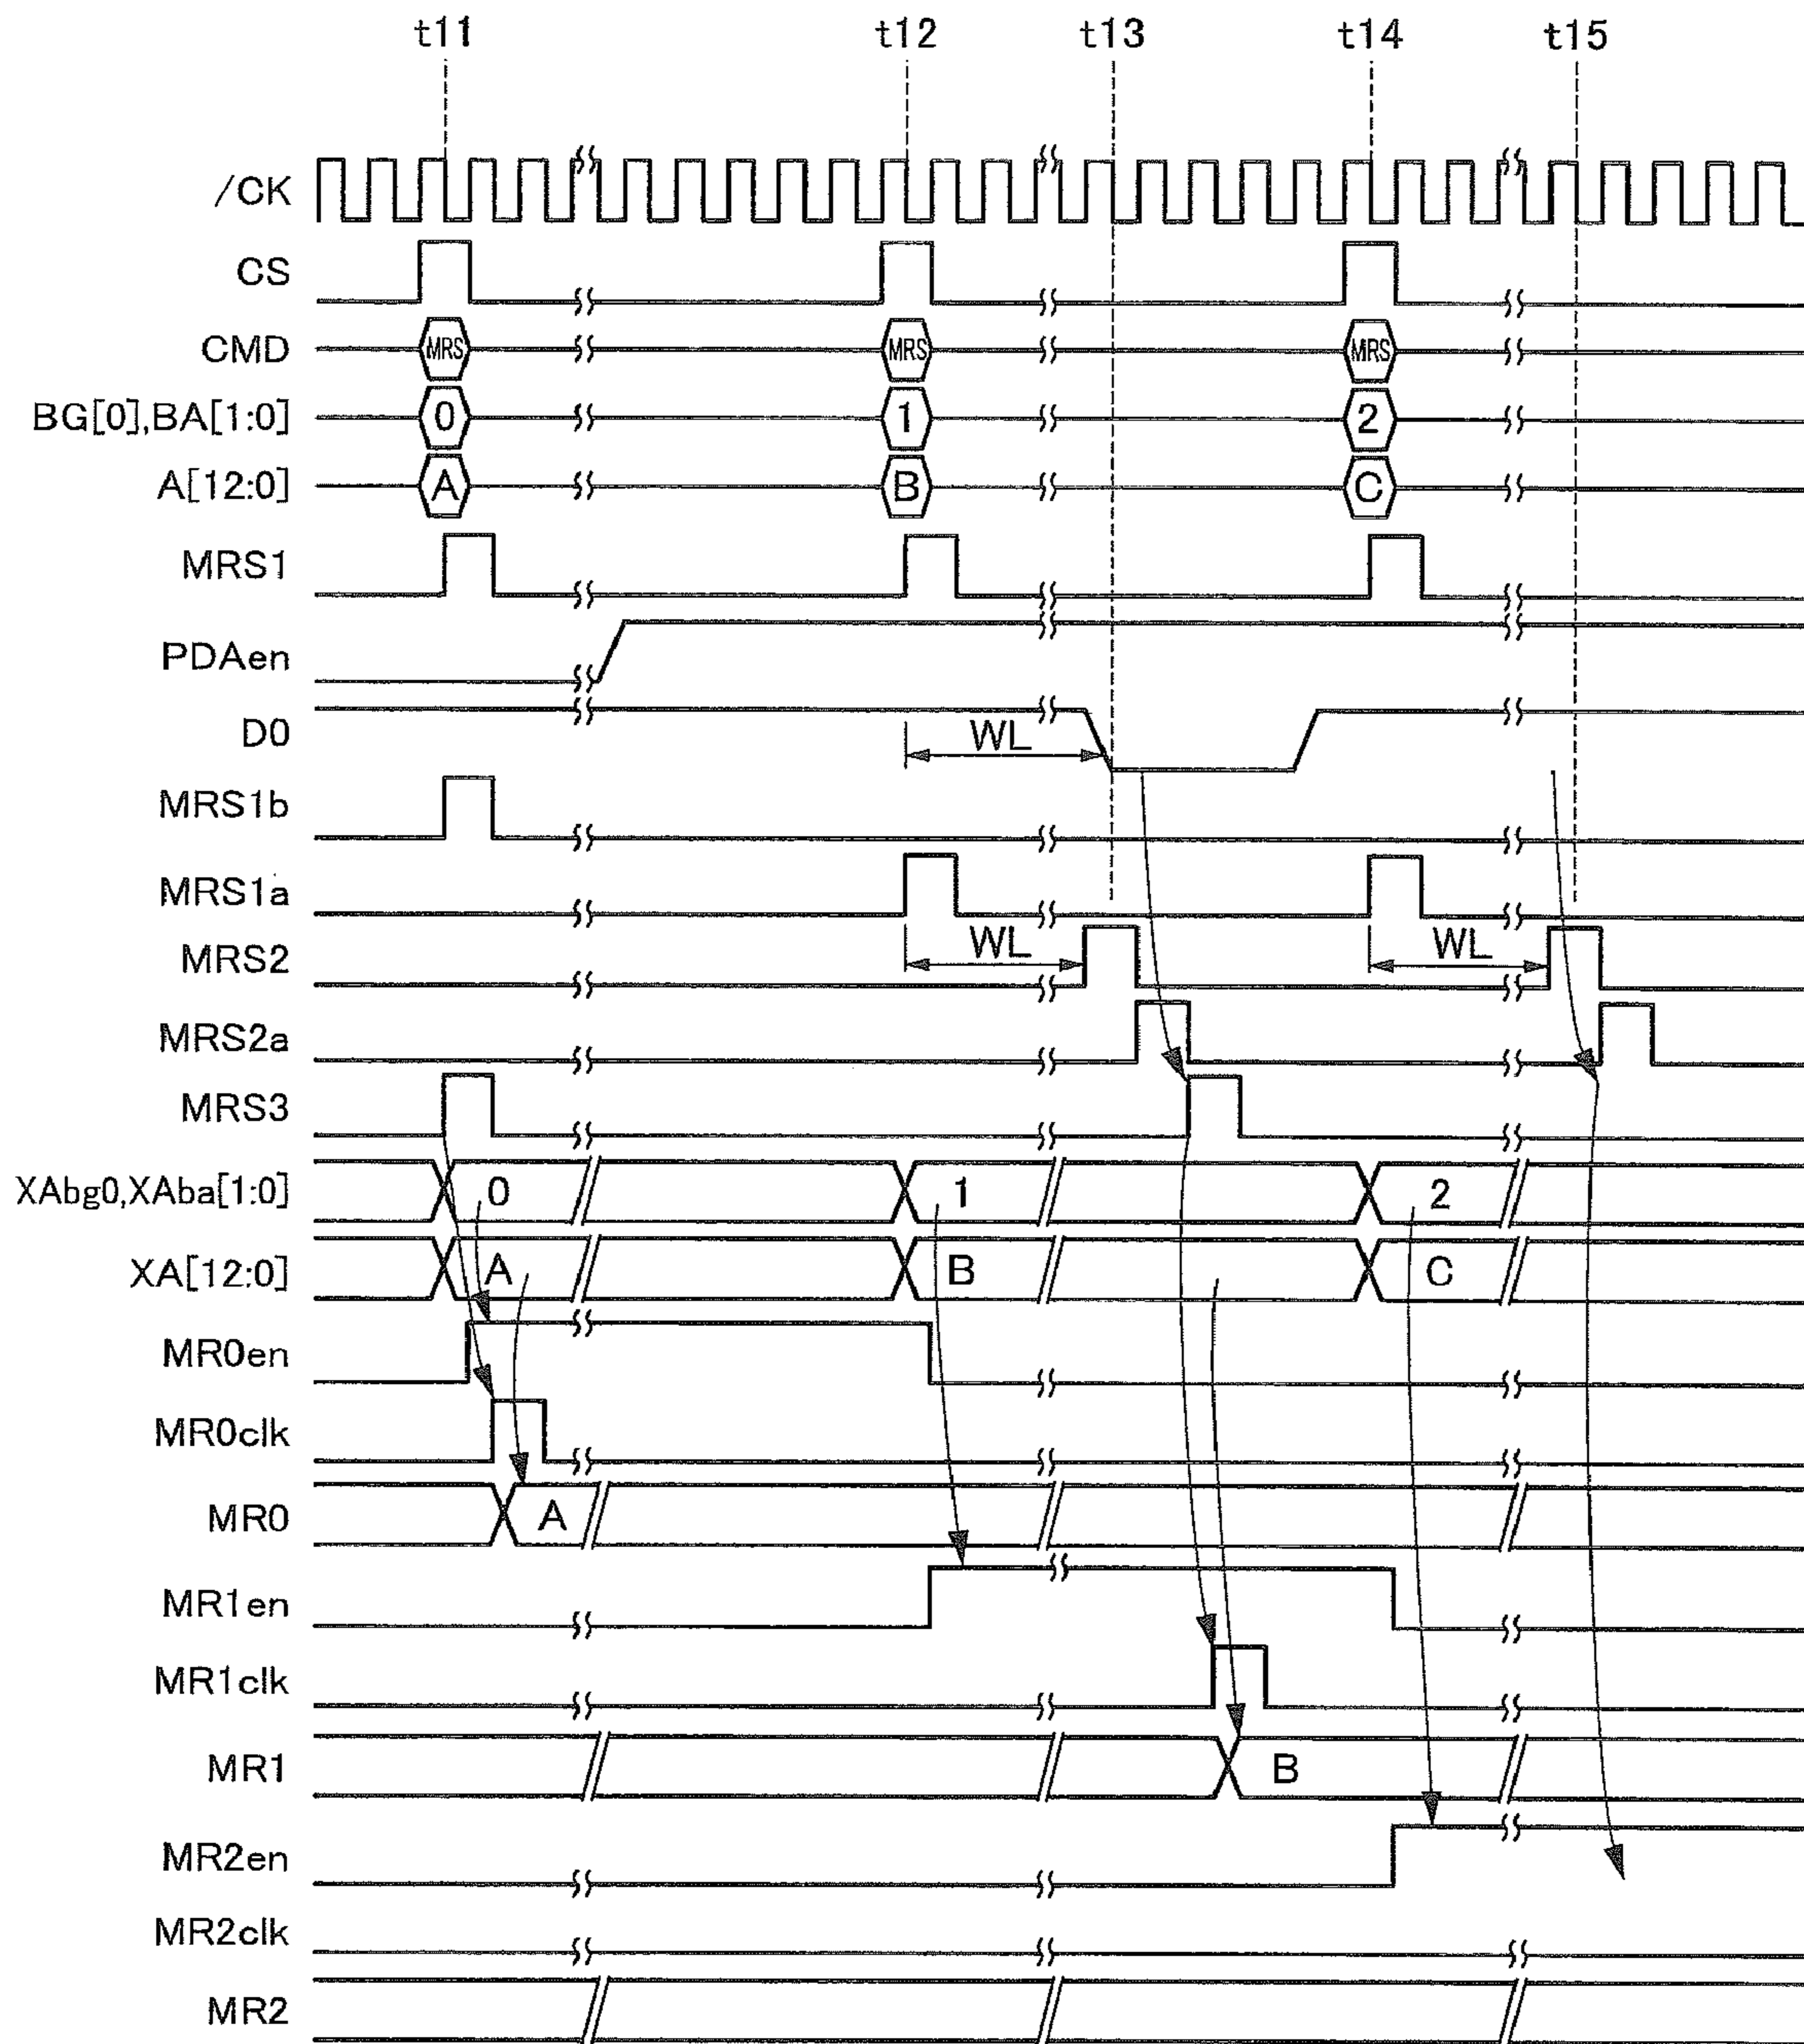 t11 t12 t13 t14 t15
/CK
CS
CMD MRS MRS MRS
BG[0],BA[1:0] 0 1 2
A[12:0] A B C
MRS1
PDAen
D0 WL
MRS1b
MRS1a
MRS2 WL WL
MRS2a
MRS3
XAbg0,XAba[1:0] 0 1 2
XA[12:0] A B C
MR0en
MR0clk
MR0 A
MR1en
MR1clk
MR1 B
MR2en
MR2clk
MR2